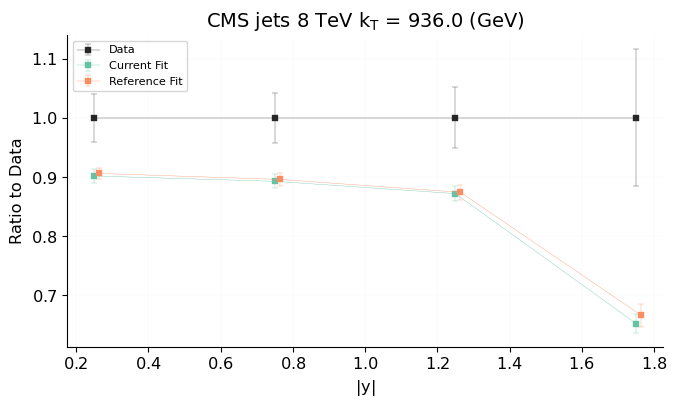 CMS jets 8 TeV k_T = 936.0 (GeV)
Data
Current Fit
Reference Fit
Ratio to Data
1.1
1.0
0.9
0.8
0.7
0.2 0.4 0.6 0.8 1.0 1.2 1.4 1.6 1.8
|y|